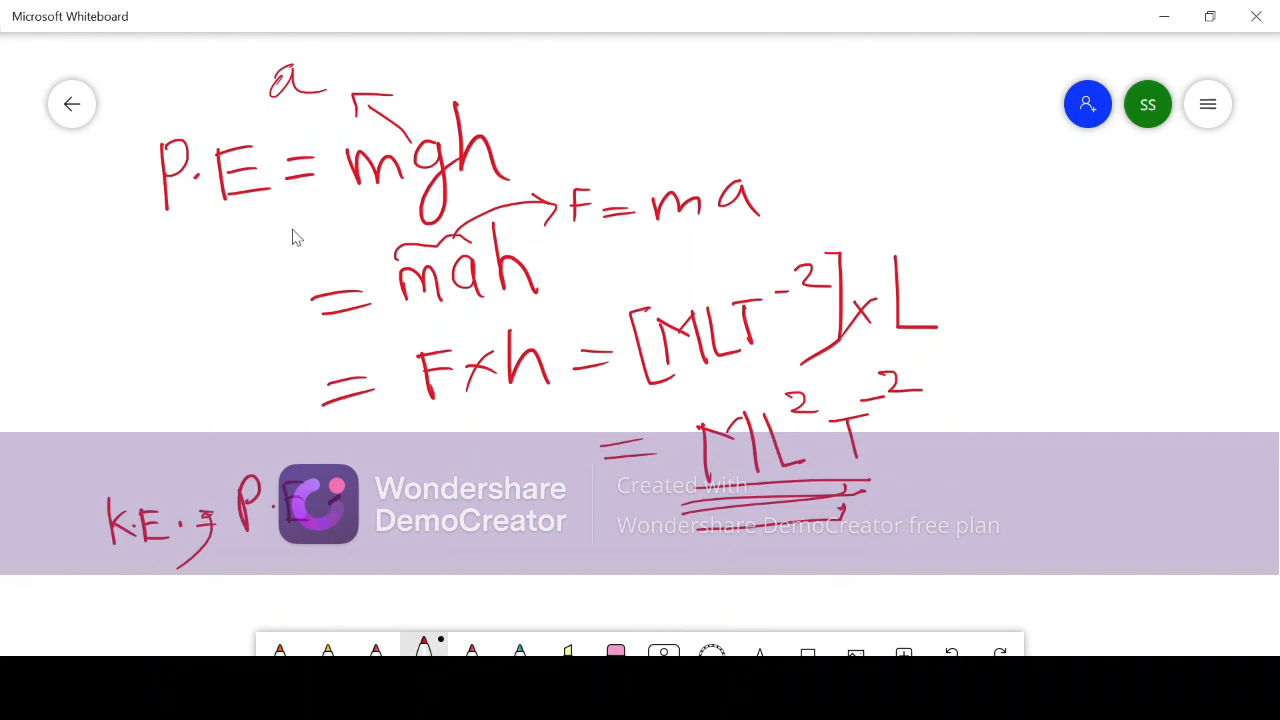 Microsoft Whiteboard
a
SS
P.E = mgh
F = ma
= mah
= F×h = [MLT⁻²] × L
= ML²T⁻²
K.E. , P.E
Wondershare
DemoCreator
Created with
Wondershare DemoCreator free plan